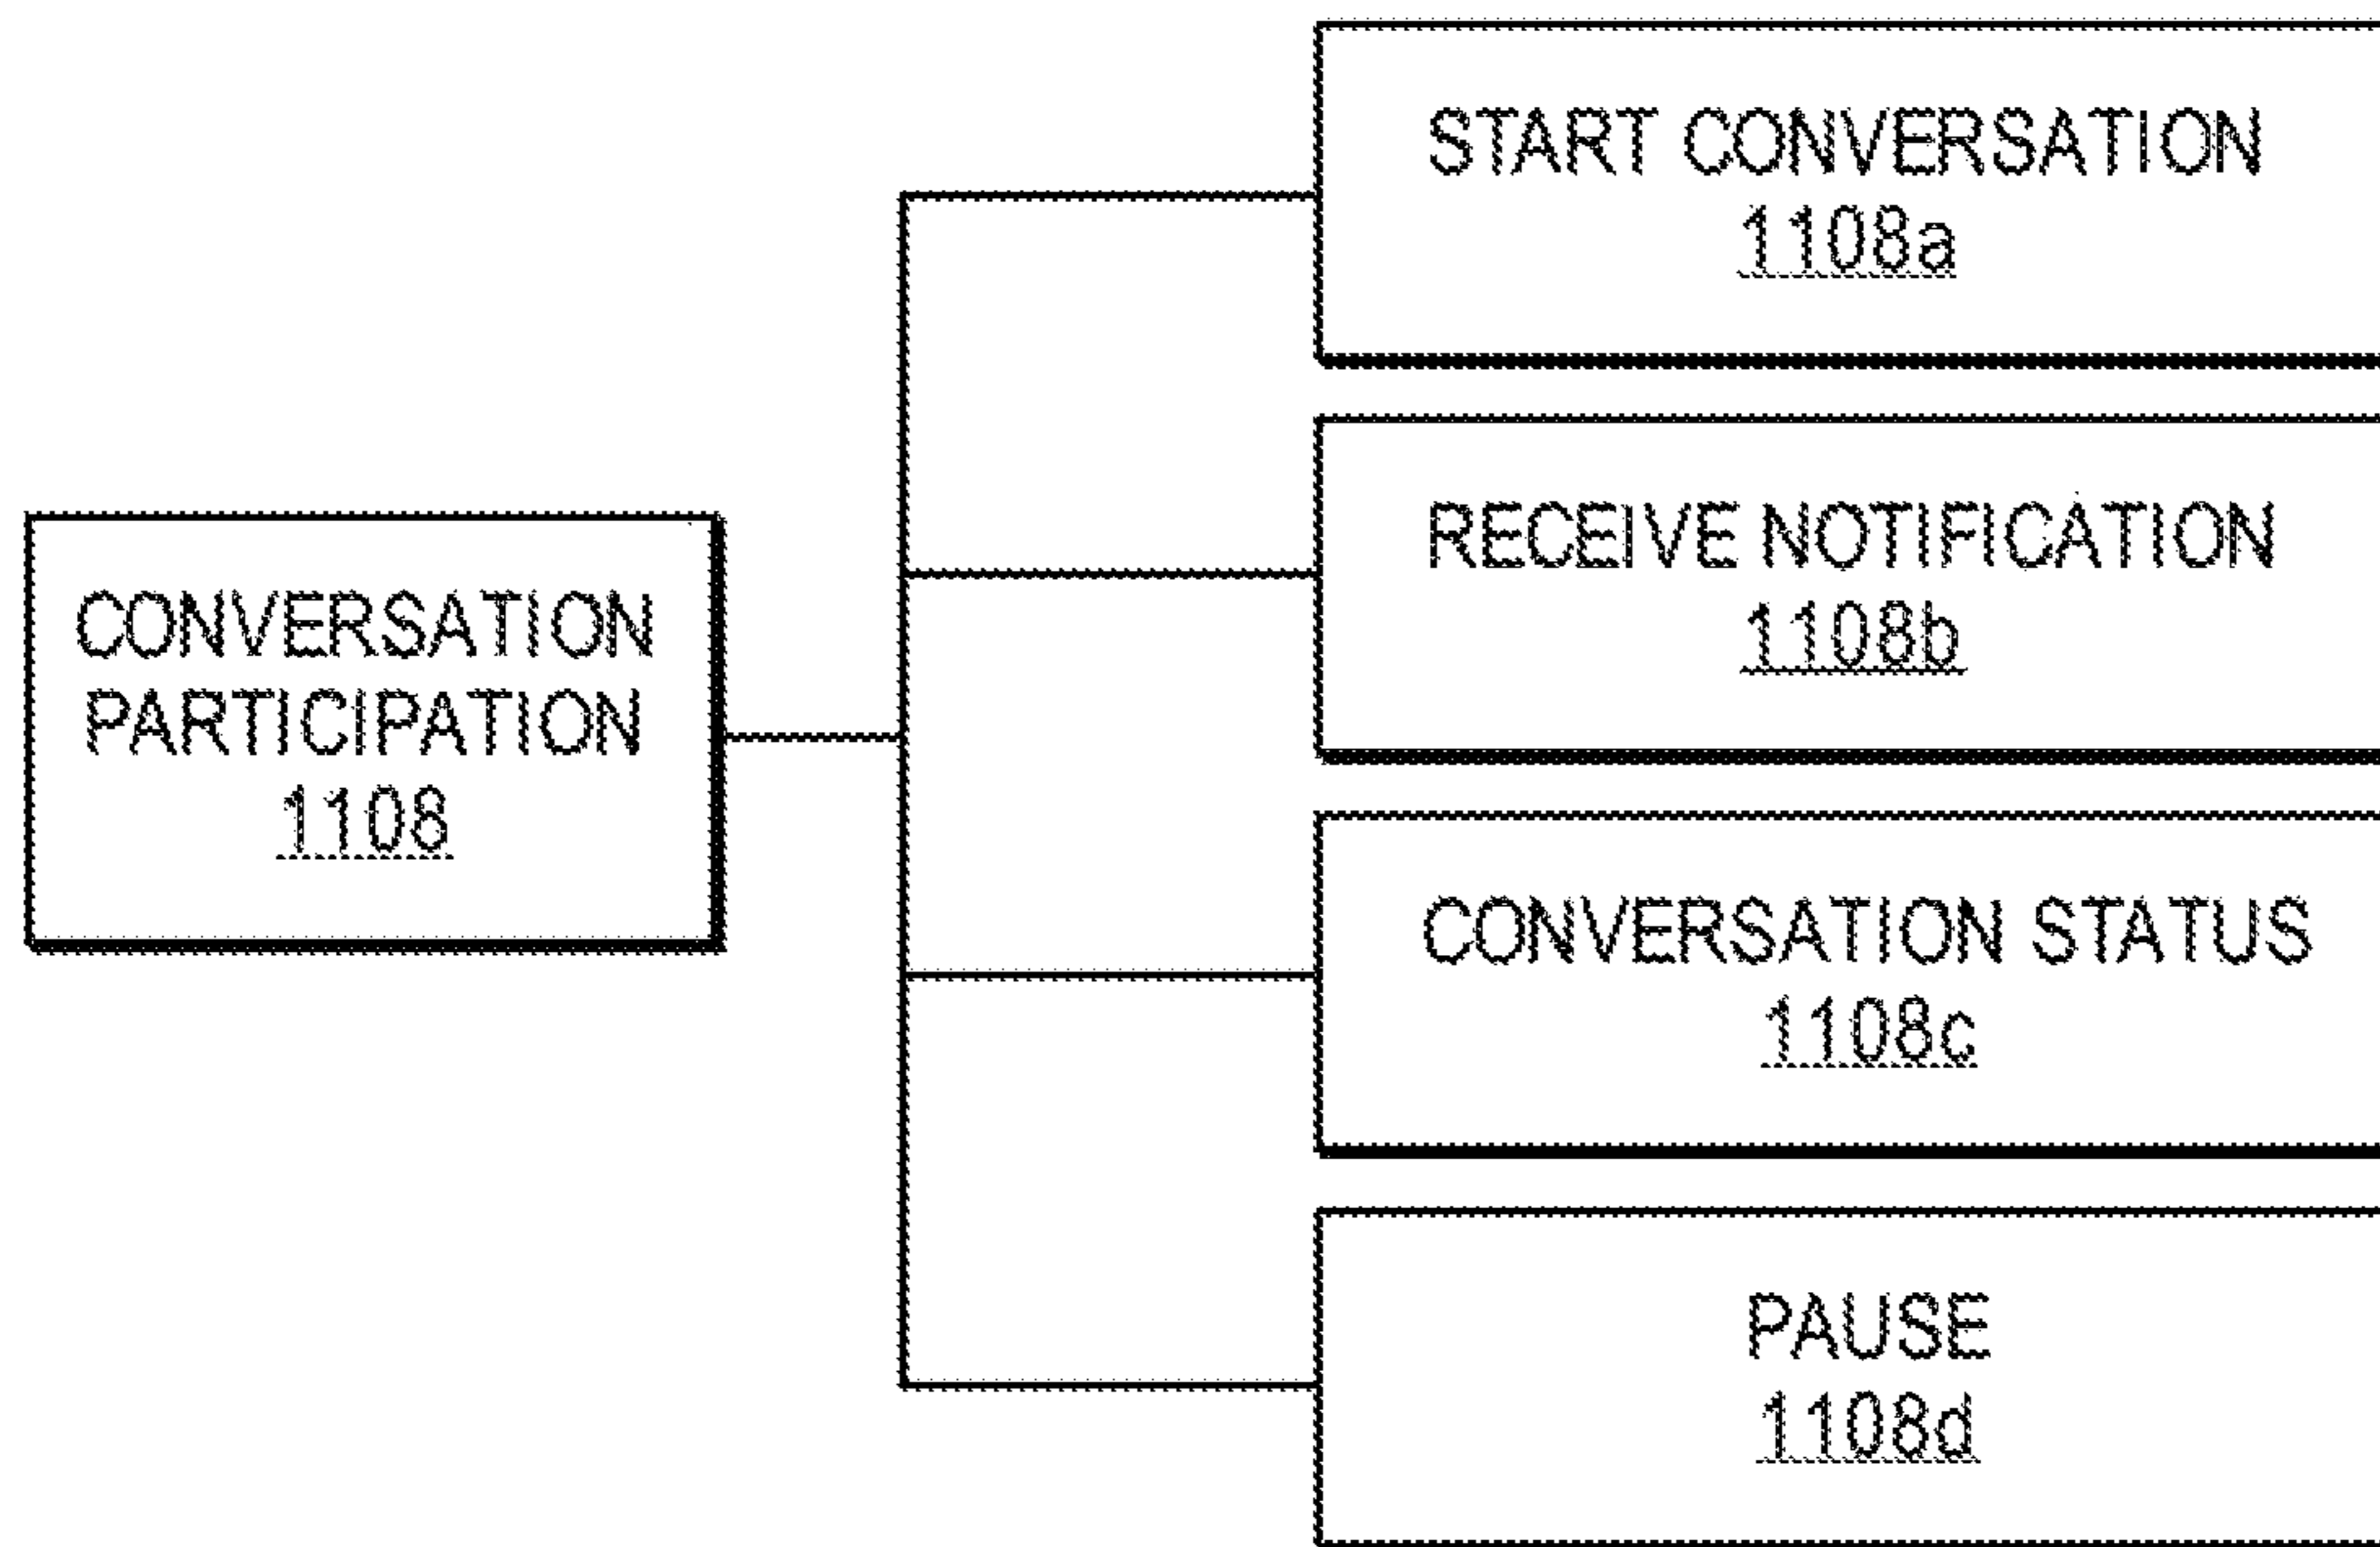 START CONVERSATION
1108a
RECEIVE NOTIFICATION
1108b
CONVERSATION
PARTICIPATION
1108
CONVERSATION STATUS
1108c
PAUSE
1108d